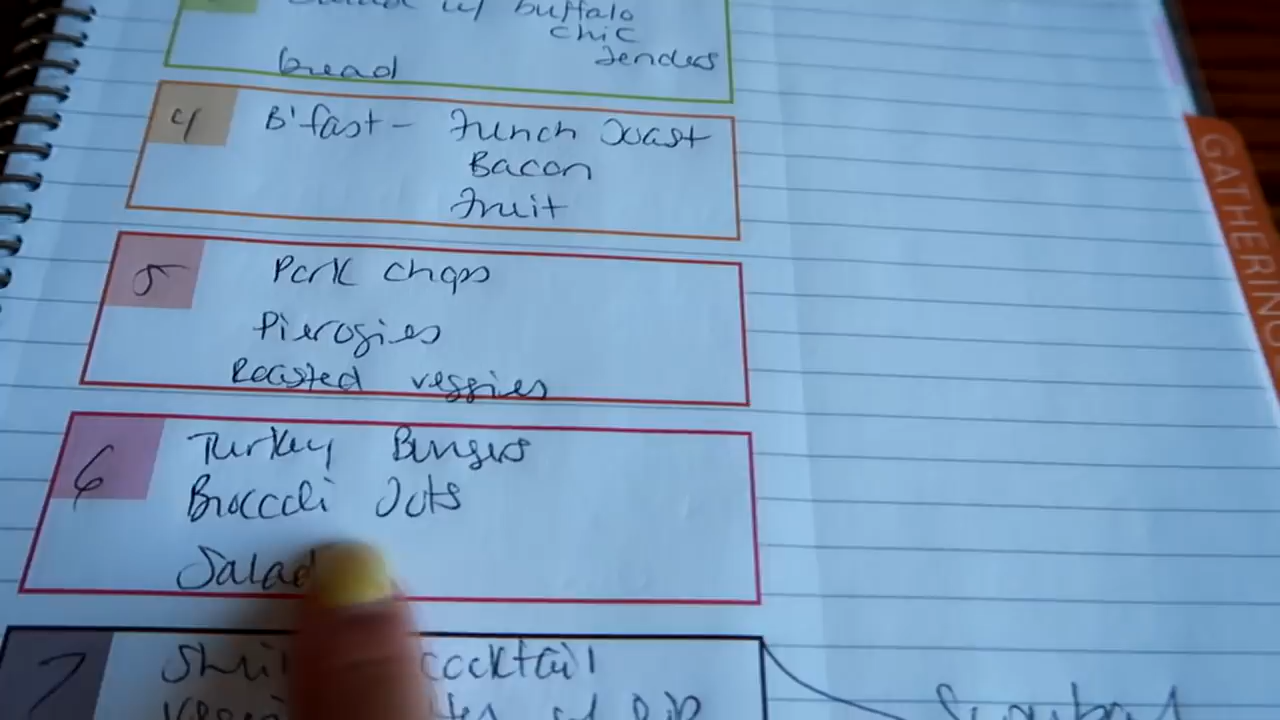 w/ buffalo
chic
bread tenders
4 B'fast - French Toast
Bacon
Fruit
5 Pork chops
Pierogies
Roasted veggies
6 Turkey Burgers
Broccoli Tots
Salad
7 cocktail
Dip
GATHERING